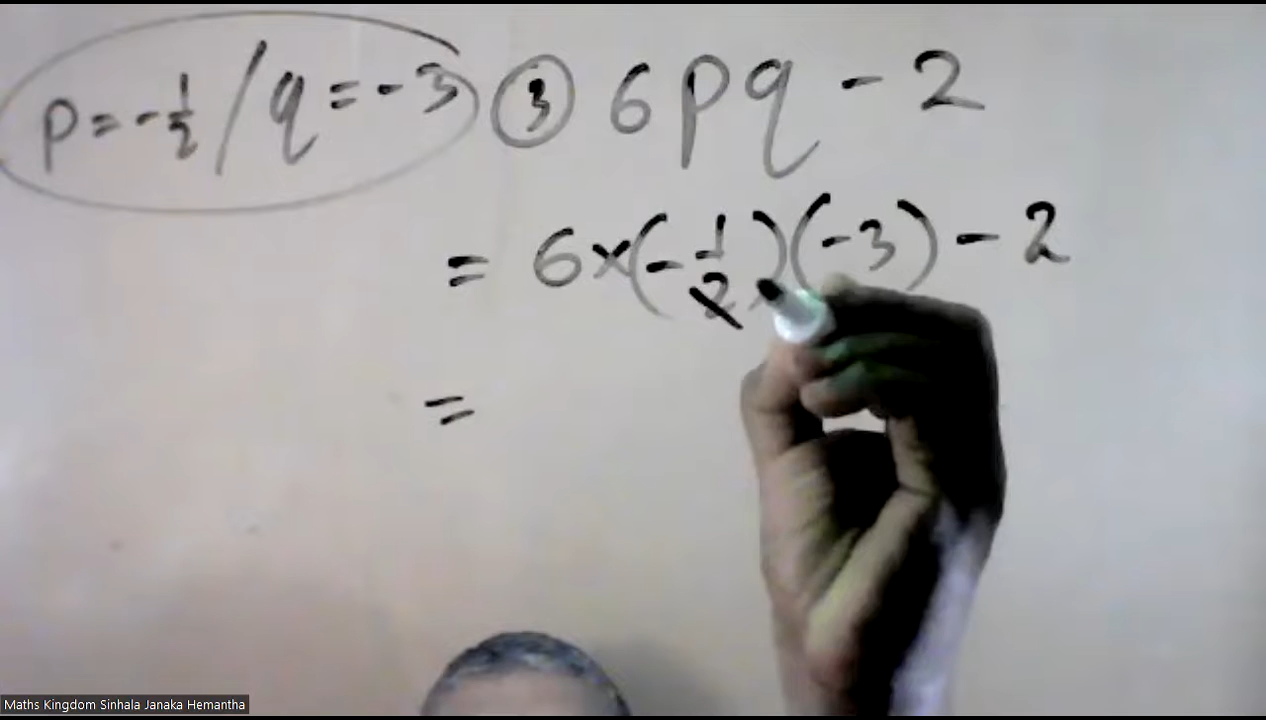 p = -1/2 / q = -3 ③ 6pq - 2
= 6 × (-1/2)(-3) - 2
=
Maths Kingdom Sinhala Janaka Hemantha